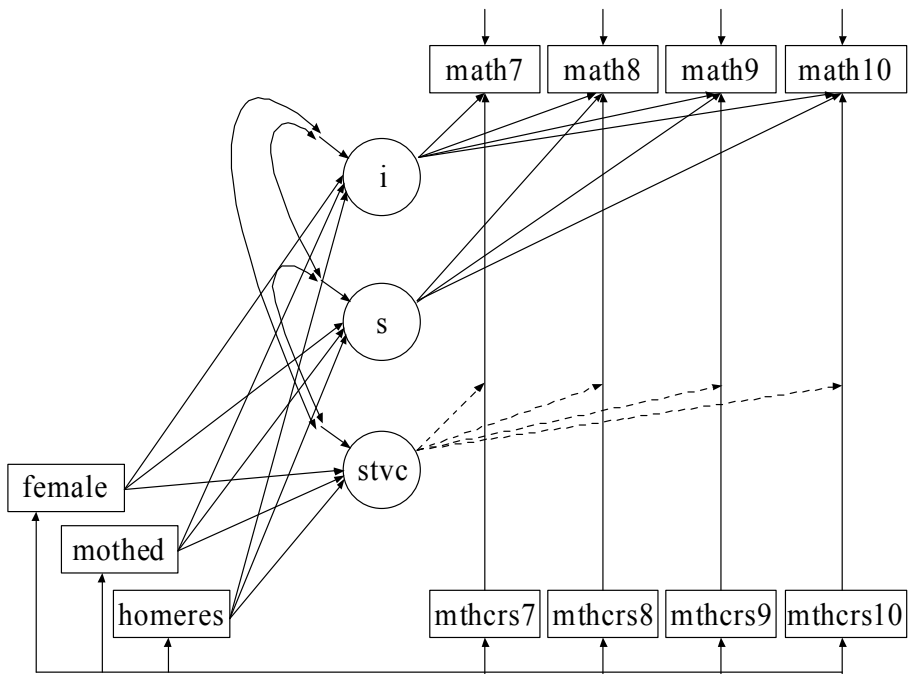 math7 math8 math9 math10
i
s
stvc
female
mothed
homeres mthcrs7 mthcrs8 mthcrs9 mthcrs10